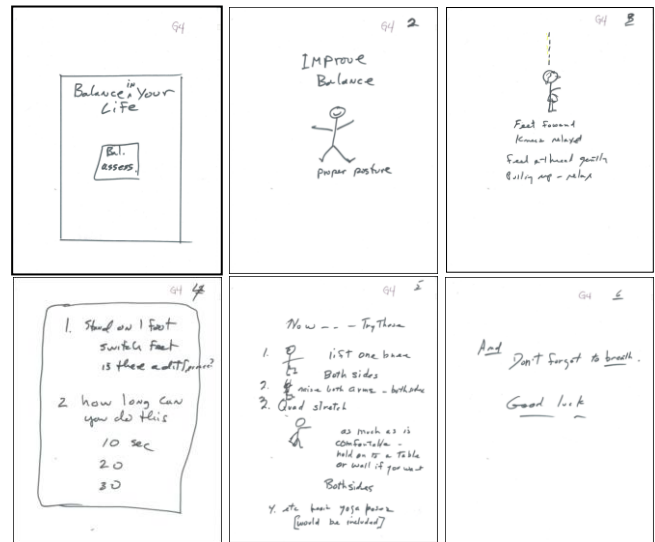 G4
Balance in Your
Life
Bal.
assess.
G4 2
Improve
Balance
Proper posture
G4 3
Feet forward
Knees relaxed
Feel a thread gently
Pulling up - relax
G4 4
1. Stand on 1 foot
switch feet
is there a difference?
2 how long can
you do this
10 sec
20
30
G4 5
Now - - - Try These
1. lift one knee
Both sides
2. raise both arms - both sides
3. Quad stretch
as much as is
comfortable -
hold on to a table
or wall if you want
Both sides
4. etc basic yoga poses
[would be included]
G4 6
And
Don't forget to breath.
Good luck